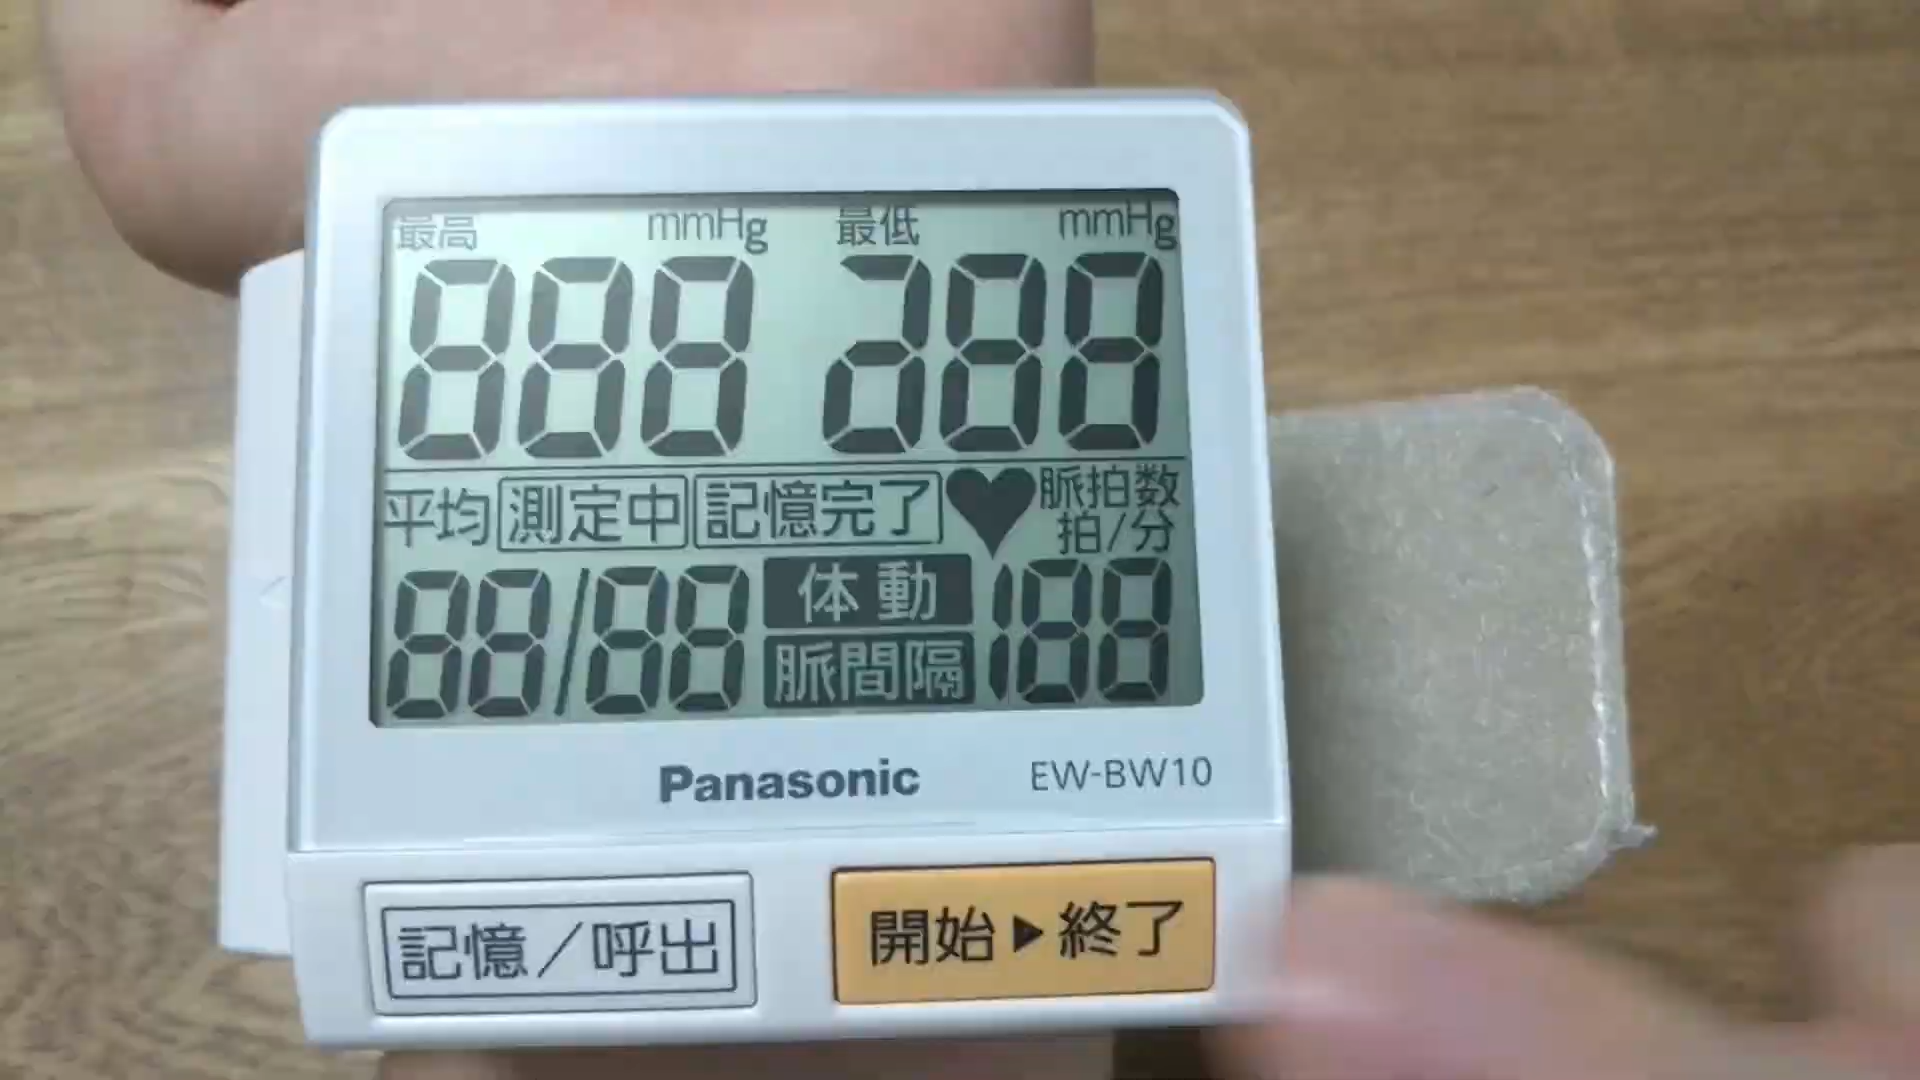 最高 mmHg 最低 mmHg
888 288
平均 測定中 記憶完了 ♥ 脈拍数
拍/分
88/88 体動 188
脈間隔
Panasonic EW-BW10
記憶/呼出 開始▶終了